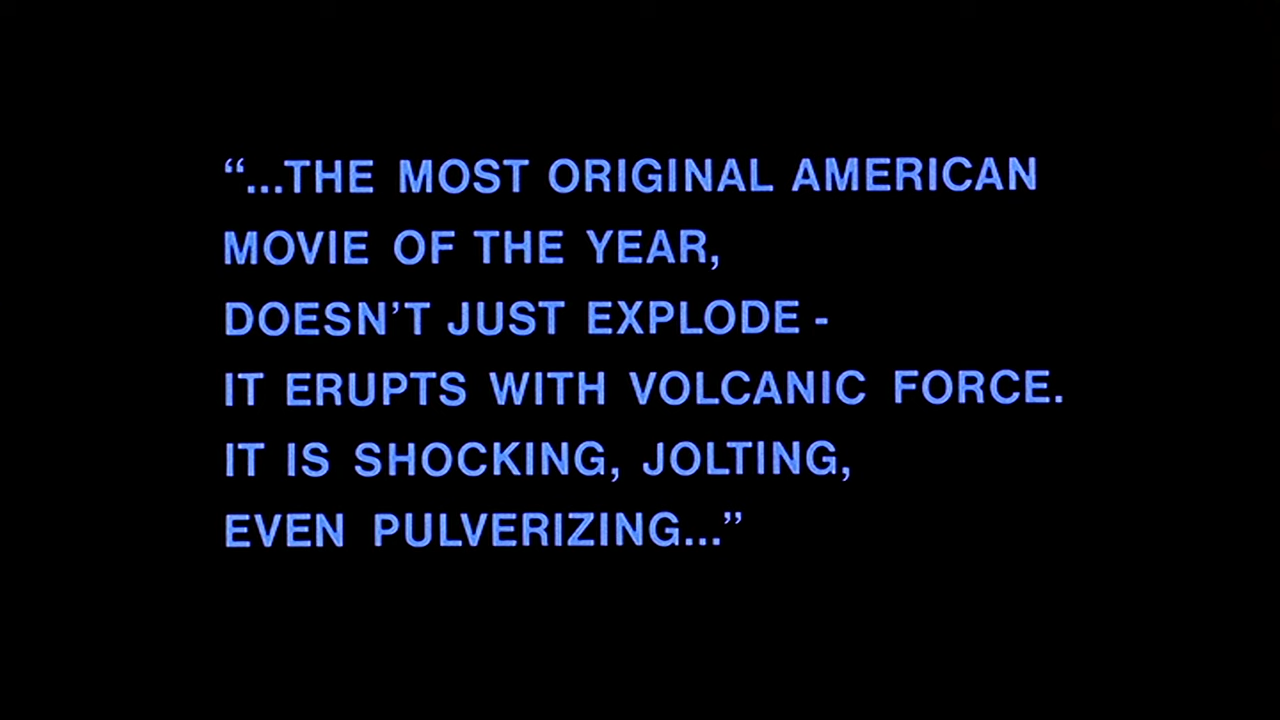 “...THE MOST ORIGINAL AMERICAN
MOVIE OF THE YEAR,
DOESN’T JUST EXPLODE -
IT ERUPTS WITH VOLCANIC FORCE.
IT IS SHOCKING, JOLTING,
EVEN PULVERIZING...”